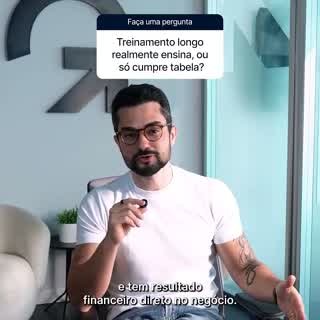 Faça uma pergunta
Treinamento longo
realmente ensina, ou
só cumpre tabela?
e tem resultado
financeiro direto no negócio.